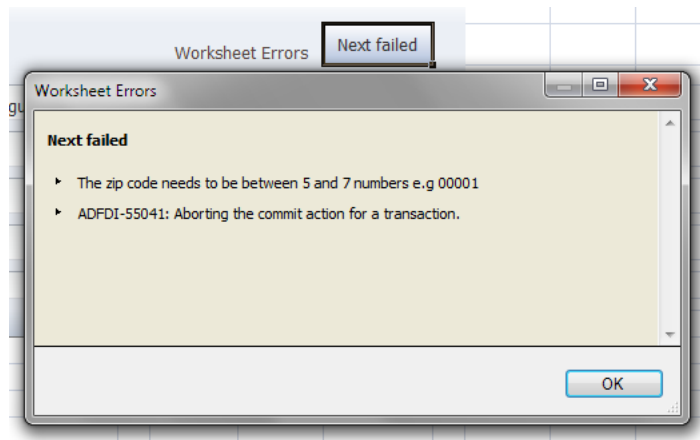 Worksheet Errors Next failed
Worksheet Errors
gu
Next failed
The zip code needs to be between 5 and 7 numbers e.g 00001
ADFDI-55041: Aborting the commit action for a transaction.
OK